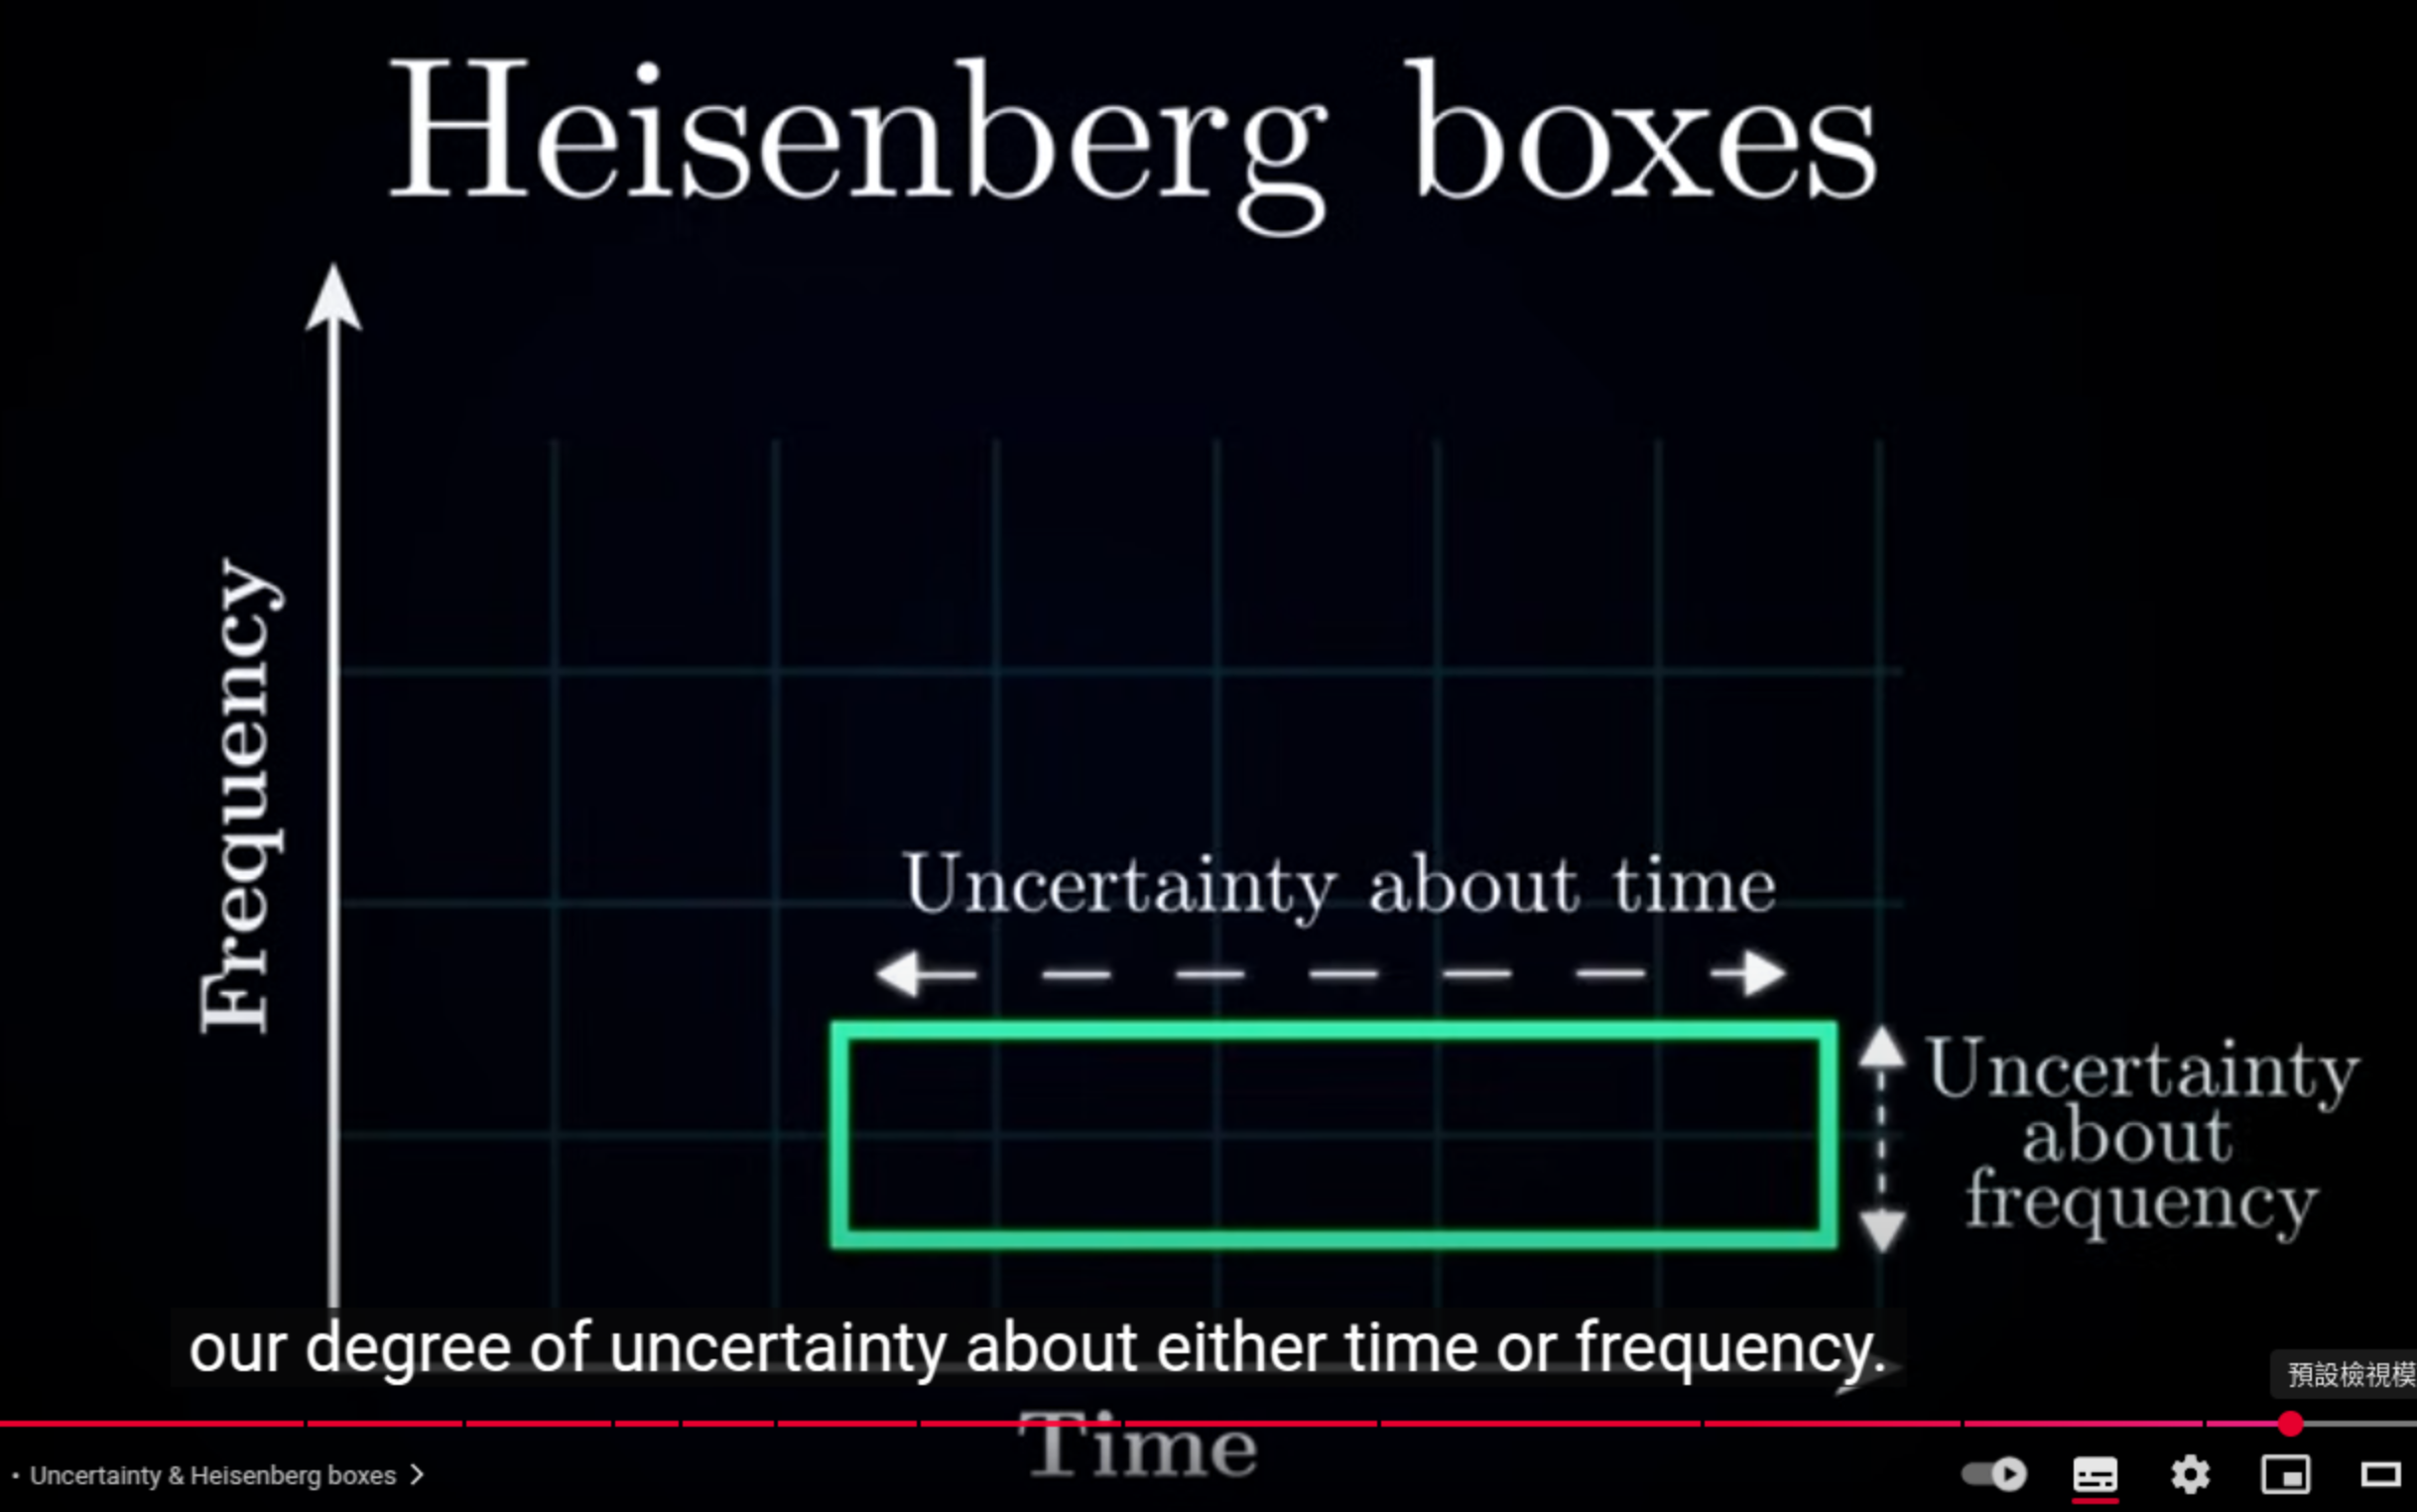 Heisenberg boxes
Frequency
Uncertainty about time
Uncertainty
about
frequency
our degree of uncertainty about either time or frequency.
預設檢視模
Time
• Uncertainty & Heisenberg boxes